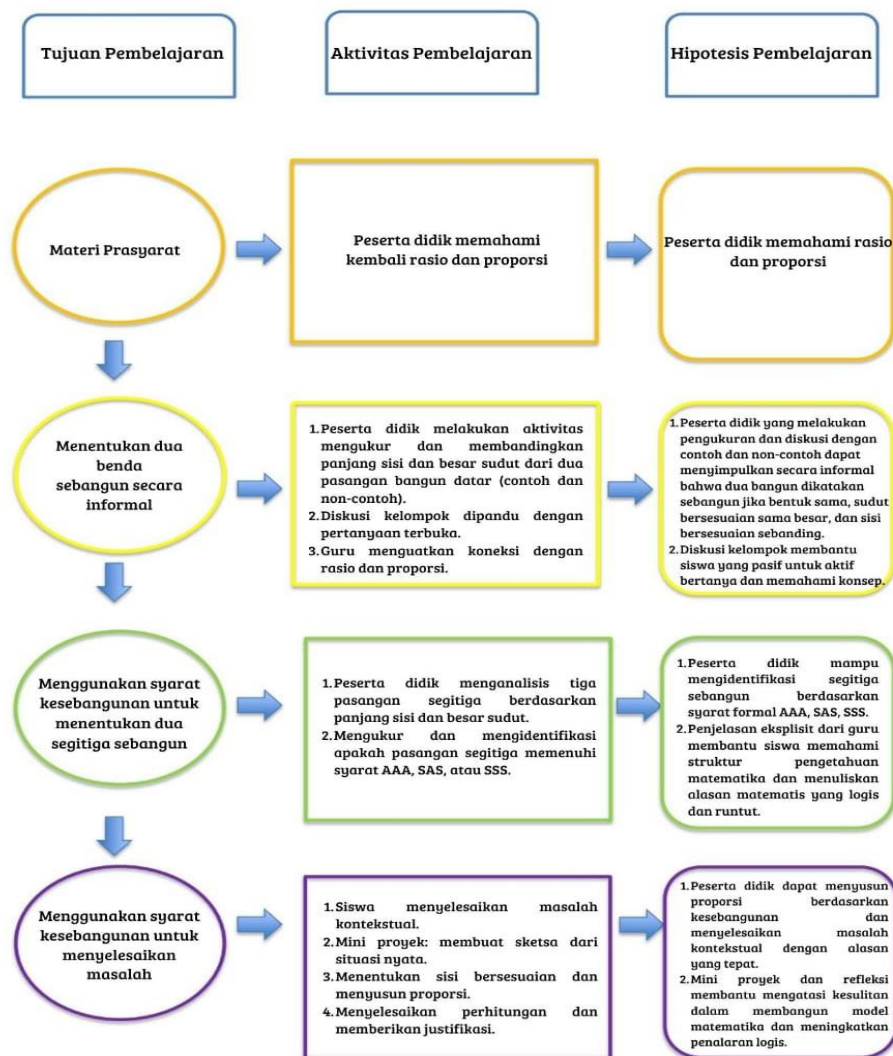 Tujuan Pembelajaran
Aktivitas Pembelajaran
Hipotesis Pembelajaran
Materi Prasyarat
Peserta didik memahami
kembali rasio dan proporsi
Peserta didik memahami rasio
dan proporsi
Menentukan dua
benda
sebangun secara
informal
1.Peserta didik melakukan aktivitas
mengukur dan membandingkan
panjang sisi dan besar sudut dari dua
pasangan bangun datar (contoh dan
non-contoh).
2.Diskusi kelompok dipandu dengan
pertanyaan terbuka.
3.Guru menguatkan koneksi dengan
rasio dan proporsi.
1.Peserta didik yang melakukan
pengukuran dan diskusi dengan
contoh dan non-contoh dapat
menyimpulkan secara informal
bahwa dua bangun dikatakan
sebangun jika bentuk sama, sudut
bersesuaian sama besar, dan sisi
bersesuaian sebanding.
2.Diskusi kelompok membantu
siswa yang pasif untuk aktif
bertanya dan memahami konsep.
Menggunakan syarat
kesebangunan untuk
menentukan dua
segitiga sebangun
1.Peserta didik menganalisis tiga
pasangan segitiga berdasarkan
panjang sisi dan besar sudut.
2.Mengukur dan mengidentifikasi
apakah pasangan segitiga memenuhi
syarat AAA, SAS, atau SSS.
1.Peserta didik mampu
mengidentifikasi segitiga
sebangun berdasarkan
syarat formal AAA, SAS, SSS.
2.Penjelasan eksplisit dari guru
membantu siswa memahami
struktur pengetahuan
matematika dan menuliskan
alasan matematis yang logis
dan runtut.
Menggunakan syarat
kesebangunan untuk
menyelesaikan
masalah
1.Siswa menyelesaikan masalah
kontekstual.
2.Mini proyek: membuat sketsa dari
situasi nyata.
3.Menentukan sisi bersesuaian dan
menyusun proporsi.
4.Menyelesaikan perhitungan dan
memberikan justifikasi.
1.Peserta didik dapat menyusun
proporsi berdasarkan
kesebangunan dan
menyelesaikan masalah
kontekstual dengan alasan
yang tepat.
2.Mini proyek dan refleksi
membantu mengatasi kesulitan
dalam membangun model
matematika dan meningkatkan
penalaran logis.